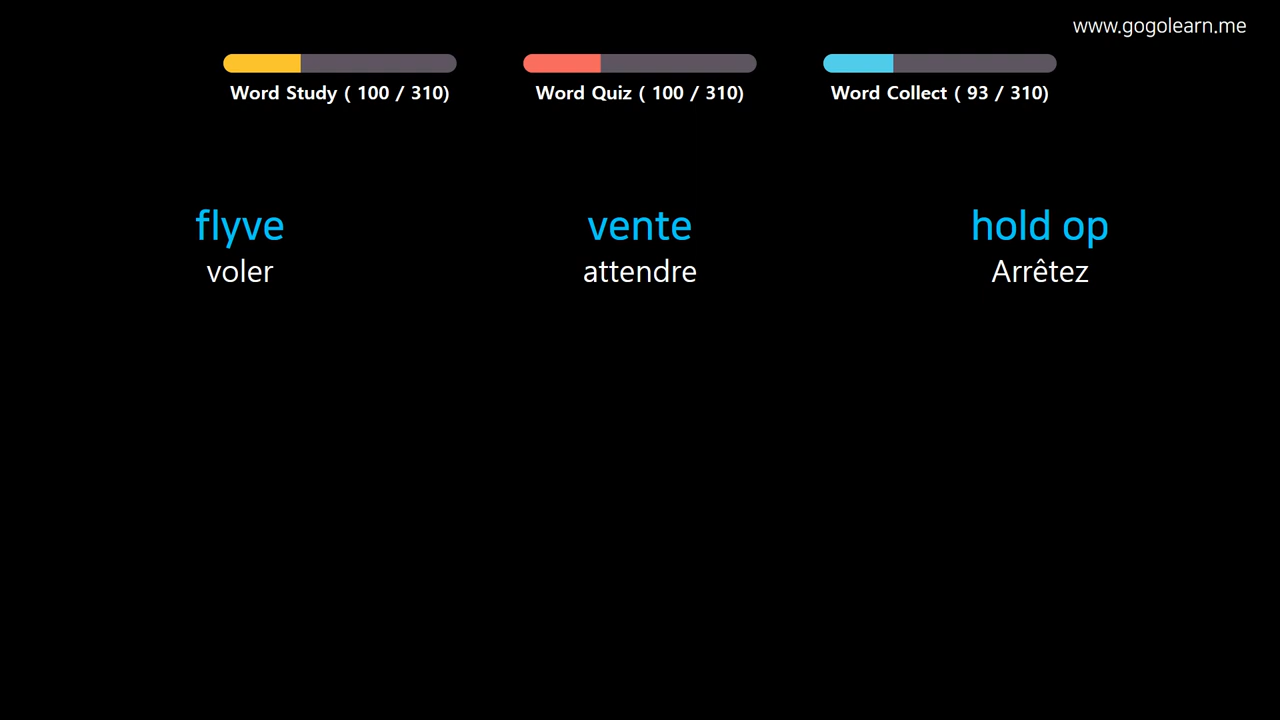 www.gogolearn.me
Word Study ( 100 / 310)
Word Quiz ( 100 / 310)
Word Collect ( 93 / 310)
flyve
voler
vente
attendre
hold op
Arrêtez